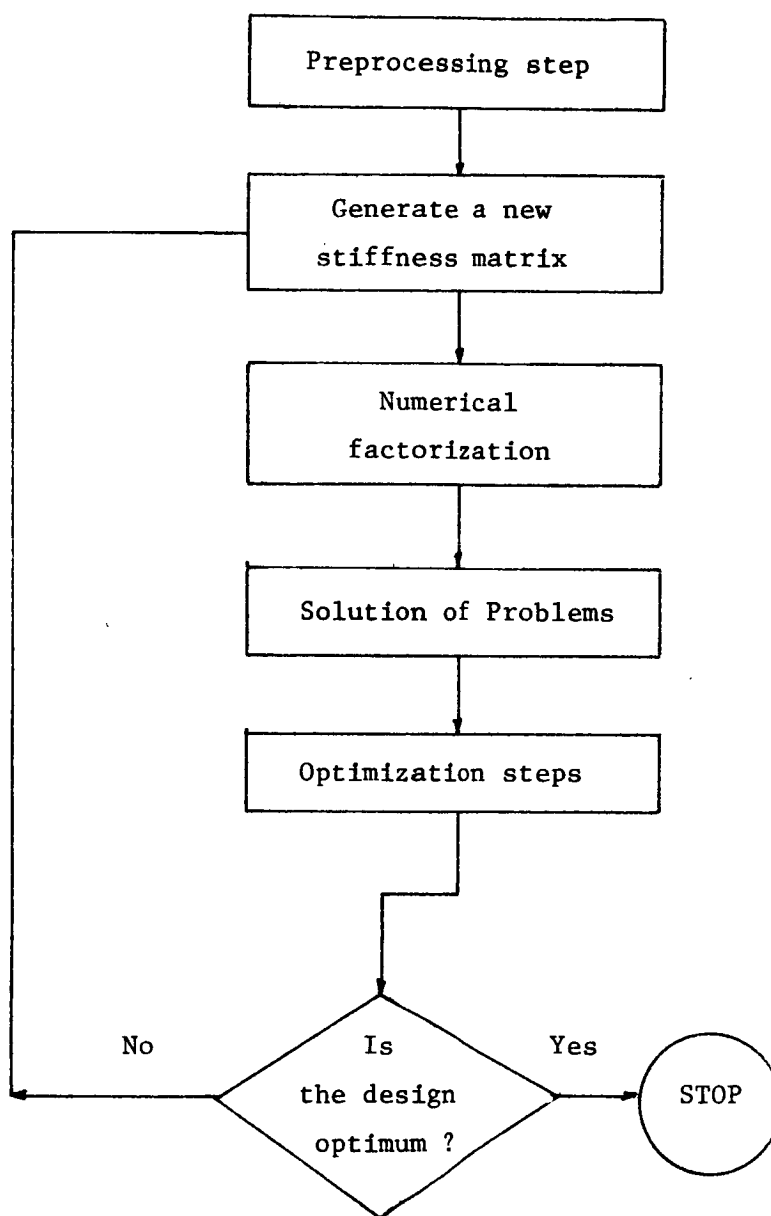 Preprocessing step
Generate a new
stiffness matrix
Numerical
factorization
Solution of Problems
Optimization steps
No
Is
the design
optimum ?
Yes
STOP